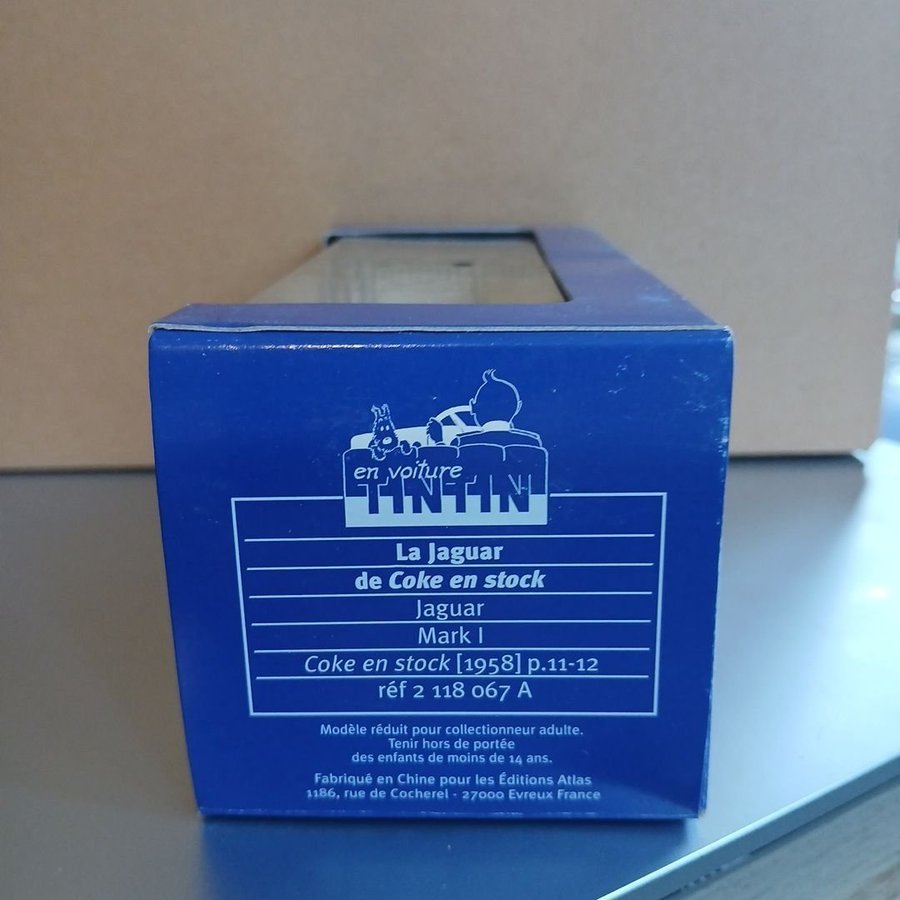 en voiture
TINTIN
La Jaguar
de Coke en stock
Jaguar
Mark I
Coke en stock [1958] p.11-12
réf 2 118 067 A
Modèle réduit pour collectionneur adulte.
Tenir hors de portée
des enfants de moins de 14 ans.
Fabriqué en Chine pour les Éditions Atlas
1186, rue de Cocherel - 27000 Evreux France